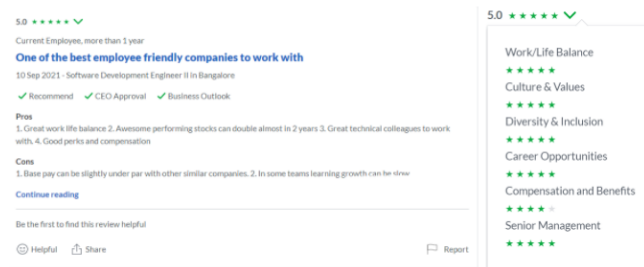 5.0
Current Employee, more than 1 year
One of the best employee friendly companies to work with
10 Sep 2021 - Software Development Engineer II in Bangalore
Recommend CEO Approval Business Outlook
Pros
1. Great work life balance 2. Awesome performing stocks can double almost in 2 years 3. Great technical colleagues to work
with. 4. Good perks and compensation
Cons
1. Base pay can be slightly under par with other similar companies. 2. In some teams learning growth can be slow
Continue reading
Be the first to find this review helpful
Helpful Share Report
5.0
Work/Life Balance
Culture & Values
Diversity & Inclusion
Career Opportunities
Compensation and Benefits
Senior Management